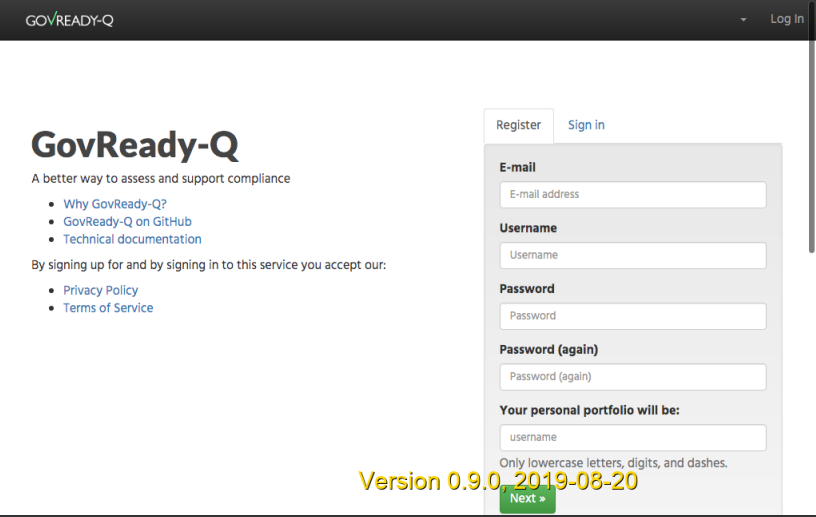 GOVREADY-Q
Log In
GovReady-Q
A better way to assess and support compliance
Why GovReady-Q?
GovReady-Q on GitHub
Technical documentation
By signing up for and by signing in to this service you accept our:
Privacy Policy
Terms of Service
Register
Sign in
E-mail
E-mail address
Username
Username
Password
Password
Password (again)
Password (again)
Your personal portfolio will be:
username
Only lowercase letters, digits, and dashes.
Version 0.9.0, 2019-08-20
Next »